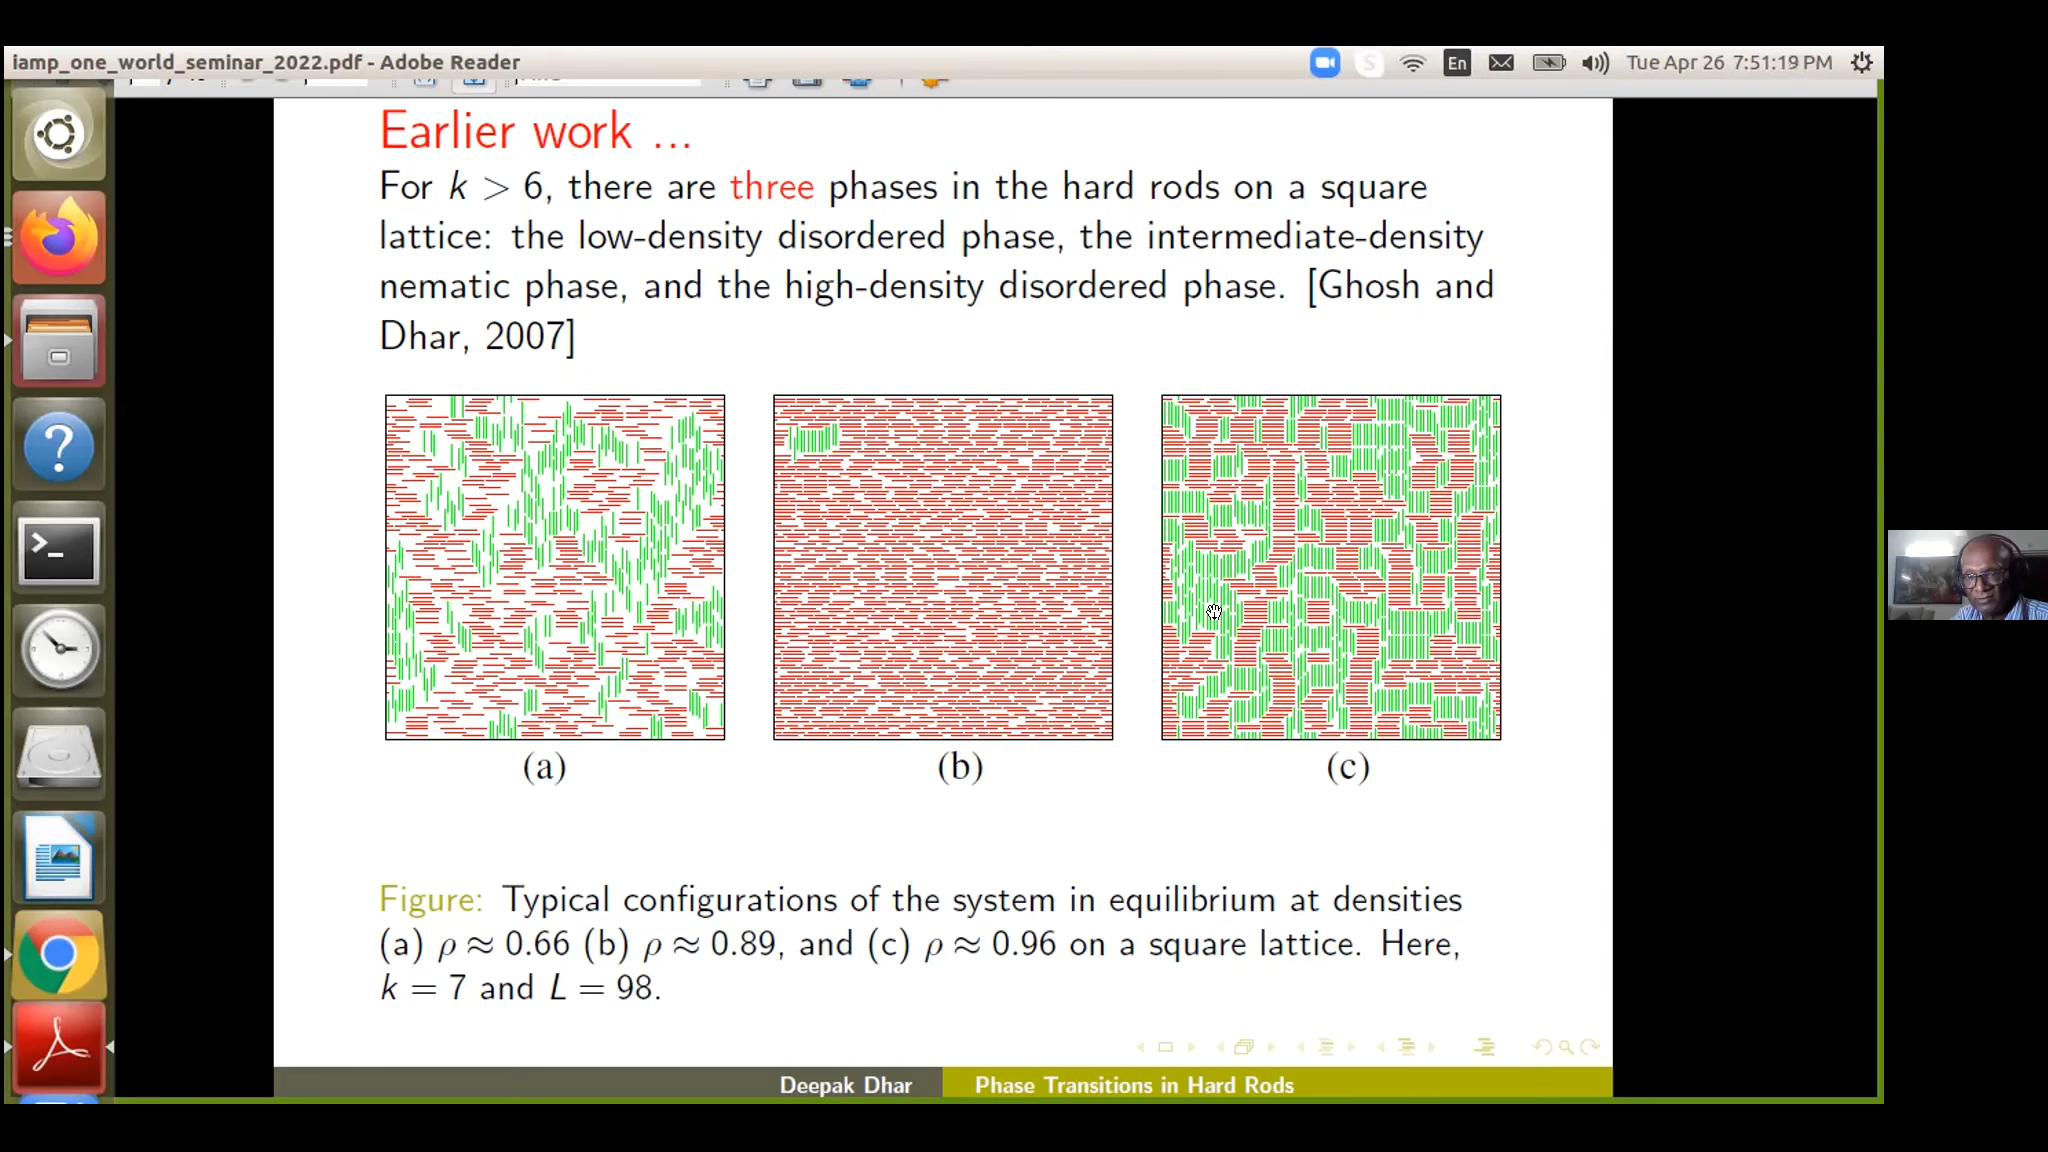 iamp_one_world_seminar_2022.pdf - Adobe Reader
En
Tue Apr 26 7:51:19 PM
Earlier work ...
For k > 6, there are three phases in the hard rods on a square
lattice: the low-density disordered phase, the intermediate-density
nematic phase, and the high-density disordered phase. [Ghosh and
Dhar, 2007]
(a) (b) (c)
Figure: Typical configurations of the system in equilibrium at densities
(a) ρ ≈ 0.66 (b) ρ ≈ 0.89, and (c) ρ ≈ 0.96 on a square lattice. Here,
k = 7 and L = 98.
Deepak Dhar Phase Transitions in Hard Rods